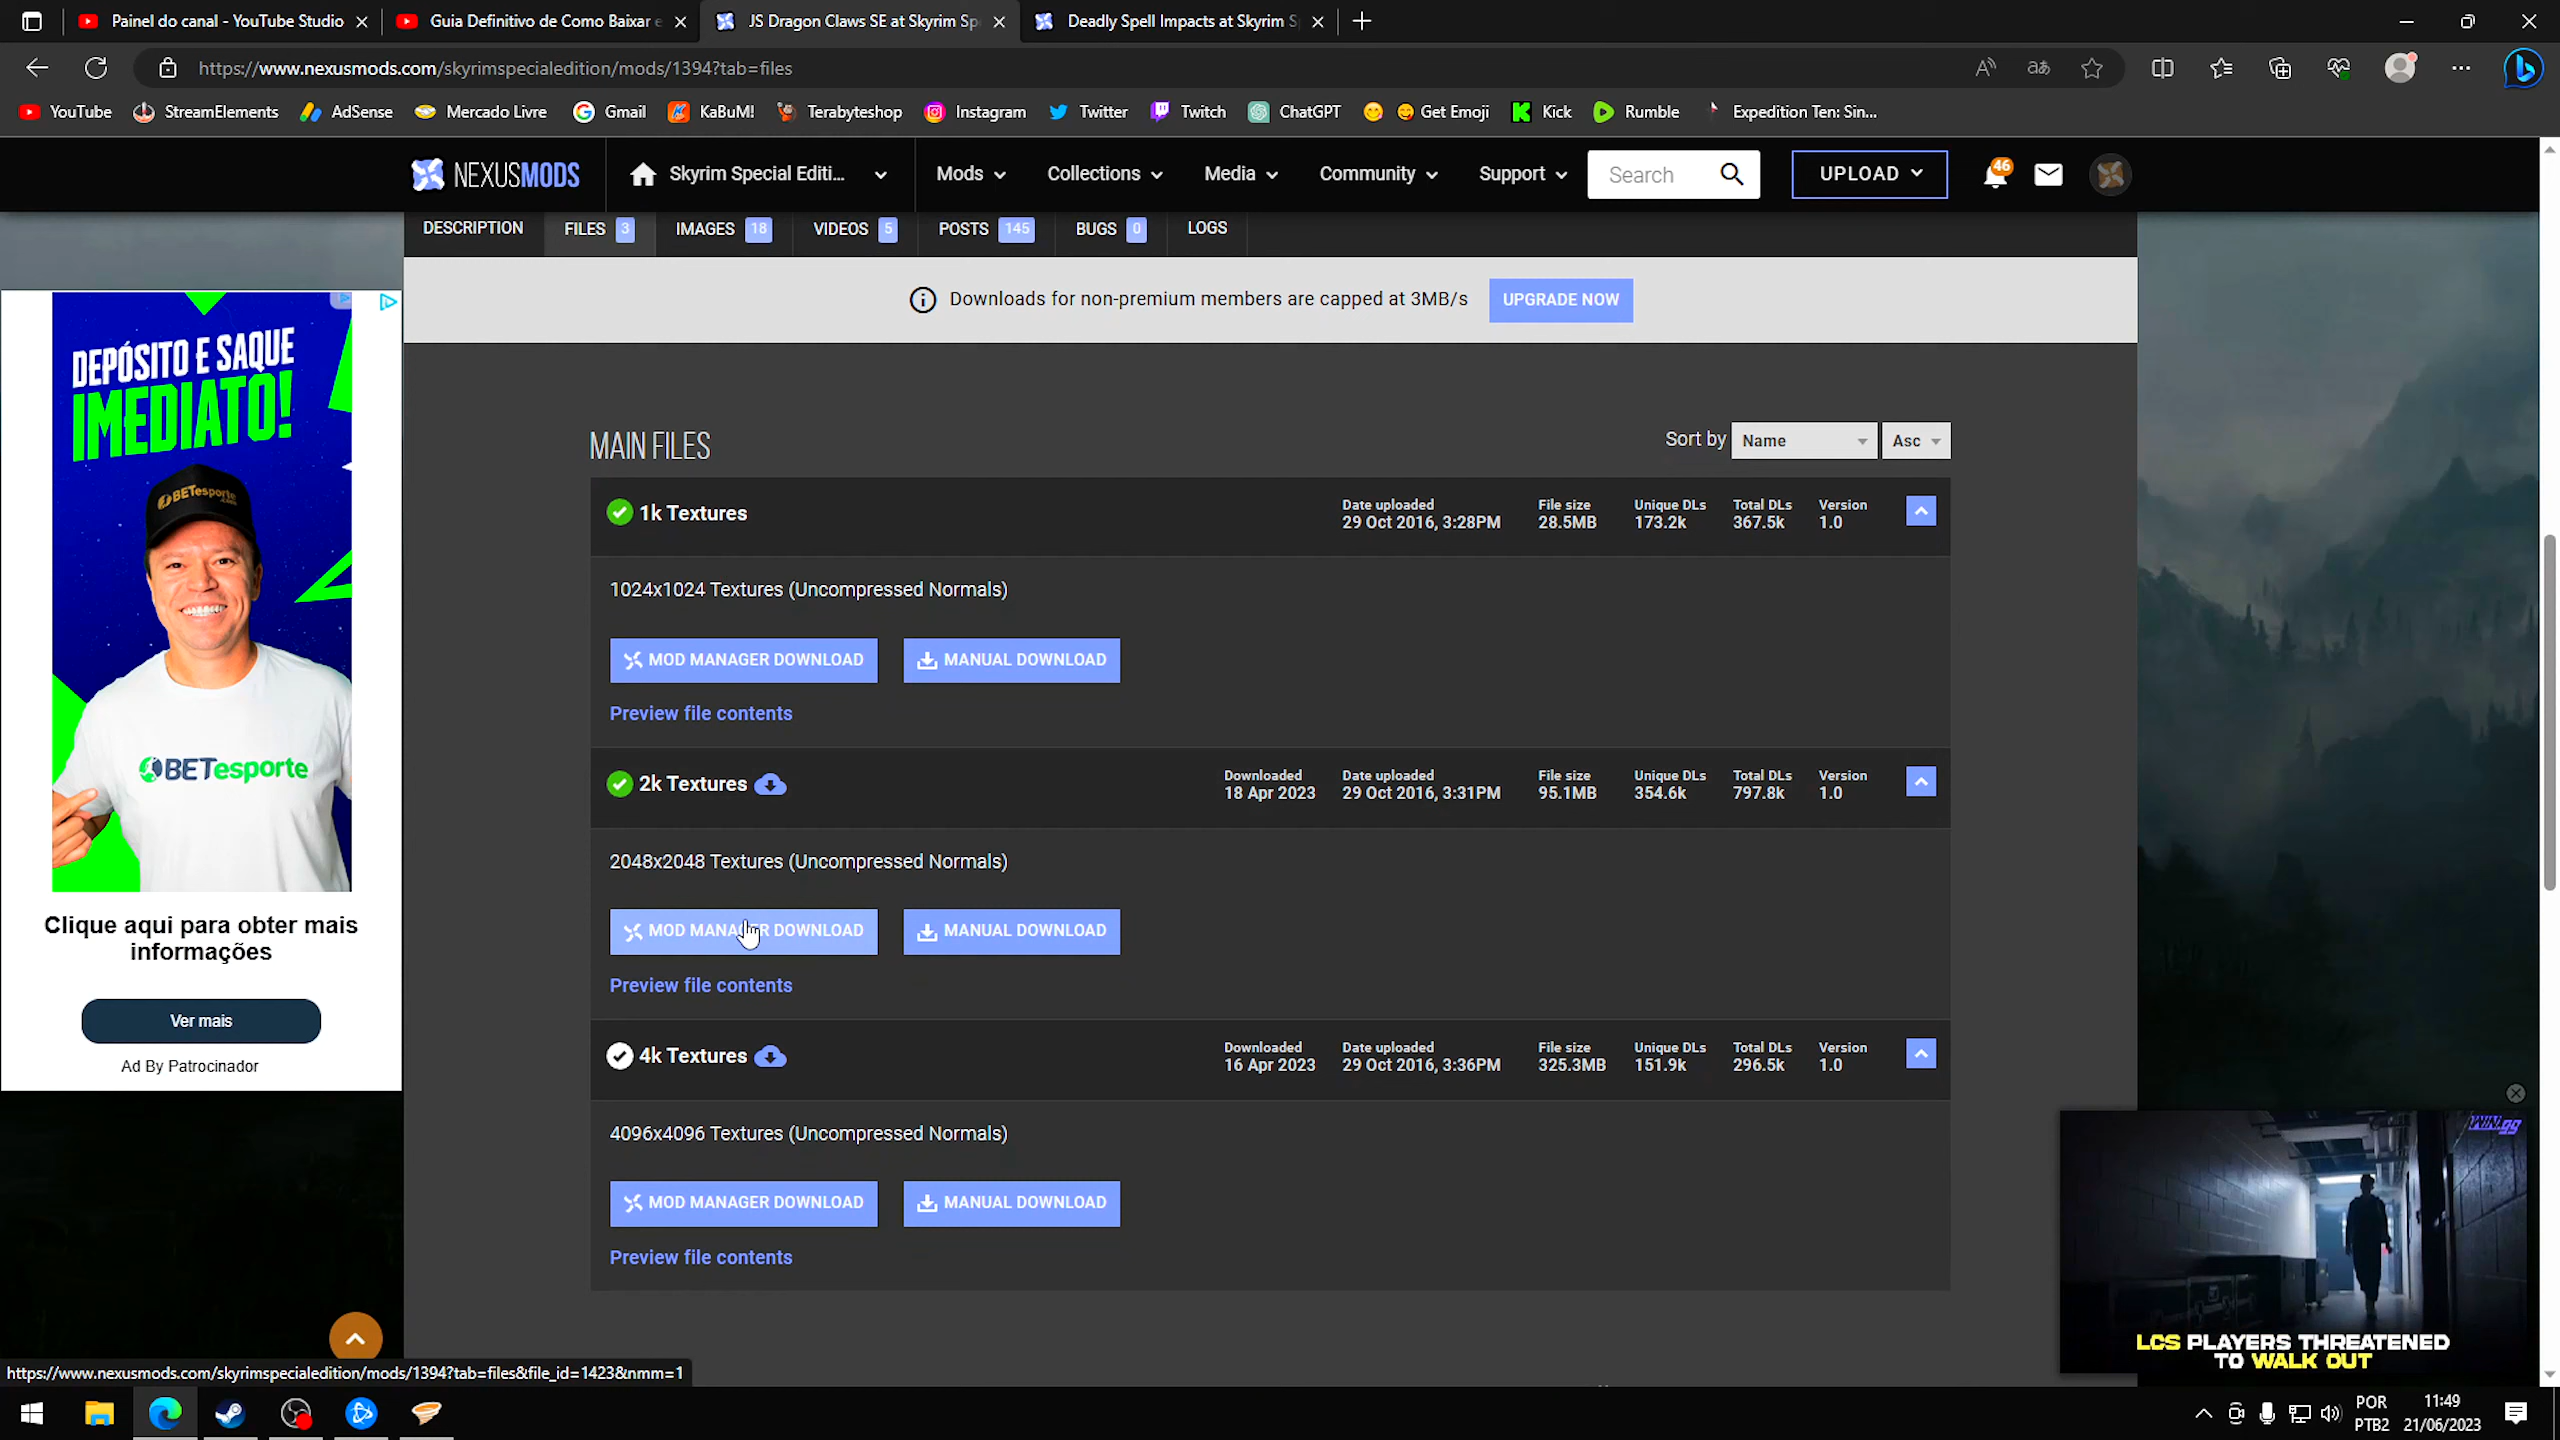 Painel do canal - YouTube Studio
Guia Definitivo de Como Baixar e
JS Dragon Claws SE at Skyrim Sp
Deadly Spell Impacts at Skyrim S
https://www.nexusmods.com/skyrimspecialedition/mods/1394?tab=files
YouTube
StreamElements
AdSense
Mercado Livre
Gmail
KaBuM!
Terabyteshop
Instagram
Twitter
Twitch
ChatGPT
Get Emoji
Kick
Rumble
Expedition Ten: Sin...
NEXUSMODS
Skyrim Special Editi...
Mods
Collections
Media
Community
Support
Search
UPLOAD
46
DESCRIPTION
FILES 3
IMAGES 18
VIDEOS 5
POSTS 145
BUGS 0
LOGS
Downloads for non-premium members are capped at 3MB/s
UPGRADE NOW
DEPÓSITO E SAQUE
IMEDIATO!
BETesporte
BETesporte
Clique aqui para obter mais
informações
Ver mais
Ad By Patrocinador
MAIN FILES
Sort by Name Asc
1k Textures
Date uploaded File size Unique DLs Total DLs Version
29 Oct 2016, 3:28PM 28.5MB 173.2k 367.5k 1.0
1024x1024 Textures (Uncompressed Normals)
MOD MANAGER DOWNLOAD MANUAL DOWNLOAD
Preview file contents
2k Textures
Downloaded Date uploaded File size Unique DLs Total DLs Version
18 Apr 2023 29 Oct 2016, 3:31PM 95.1MB 354.6k 797.8k 1.0
2048x2048 Textures (Uncompressed Normals)
MOD MANAGER DOWNLOAD MANUAL DOWNLOAD
Preview file contents
4k Textures
Downloaded Date uploaded File size Unique DLs Total DLs Version
16 Apr 2023 29 Oct 2016, 3:36PM 325.3MB 151.9k 296.5k 1.0
4096x4096 Textures (Uncompressed Normals)
MOD MANAGER DOWNLOAD MANUAL DOWNLOAD
Preview file contents
WIN.gg
LCS PLAYERS THREATENED
TO WALK OUT
https://www.nexusmods.com/skyrimspecialedition/mods/1394?tab=files&file_id=1423&nmm=1
POR
PTB2
11:49
21/06/2023